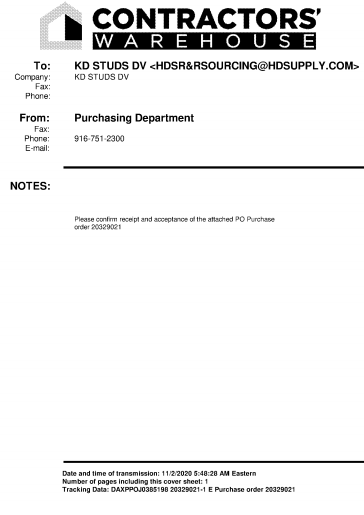 CONTRACTORS'
WAREHOUSE
To: KD STUDS DV <HDSR&RSOURCING@HDSUPPLY.COM>
Company: KD STUDS DV
Fax:
Phone:
From: Purchasing Department
Fax:
Phone: 916-751-2300
E-mail:
NOTES:
Please confirm receipt and acceptance of the attached PO Purchase
order 20329021
Date and time of transmission: 11/2/2020 5:48:28 AM Eastern
Number of pages including this cover sheet: 1
Tracking Data: DAXPPOJ0385198 20329021-1 E Purchase order 20329021